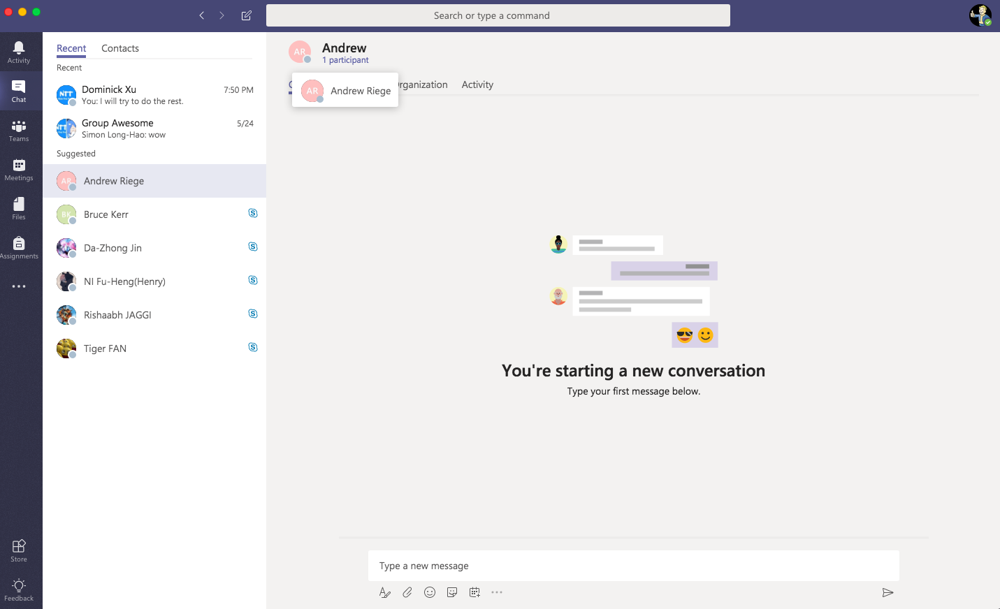 Search or type a command
Activity
Chat
Teams
Meetings
Files
Assignments
Store
Feedback
Recent
Contacts
Recent
NTT
Dominick Xu
7:50 PM
You: I will try to do the rest.
Group Awesome
5/24
Simon Long-Hao: wow
Suggested
AR
Andrew Riege
BK
Bruce Kerr
Da-Zhong Jin
NI Fu-Heng(Henry)
Rishaabh JAGGI
Tiger FAN
AR
Andrew
1 participant
AR
Andrew Riege
rganization
Activity
You're starting a new conversation
Type your first message below.
Type a new message